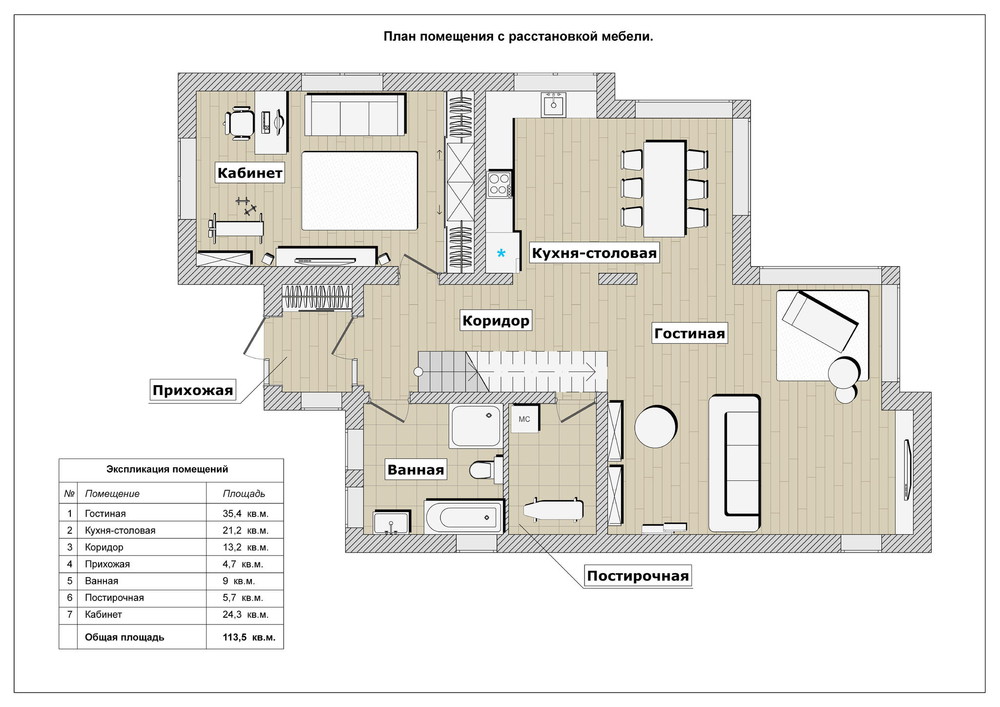 План помещения с расстановкой мебели.
Кабинет
Кухня-столовая
Коридор
Гостиная
Прихожая
МС
Ванная
Постирочная
Экспликация помещений
№ Помещение Площадь
1 Гостиная 35,4 кв.м.
2 Кухня-столовая 21,2 кв.м.
3 Коридор 13,2 кв.м.
4 Прихожая 4,7 кв.м.
5 Ванная 9 кв.м.
6 Постирочная 5,7 кв.м.
7 Кабинет 24,3 кв.м.
Общая площадь 113,5 кв.м.